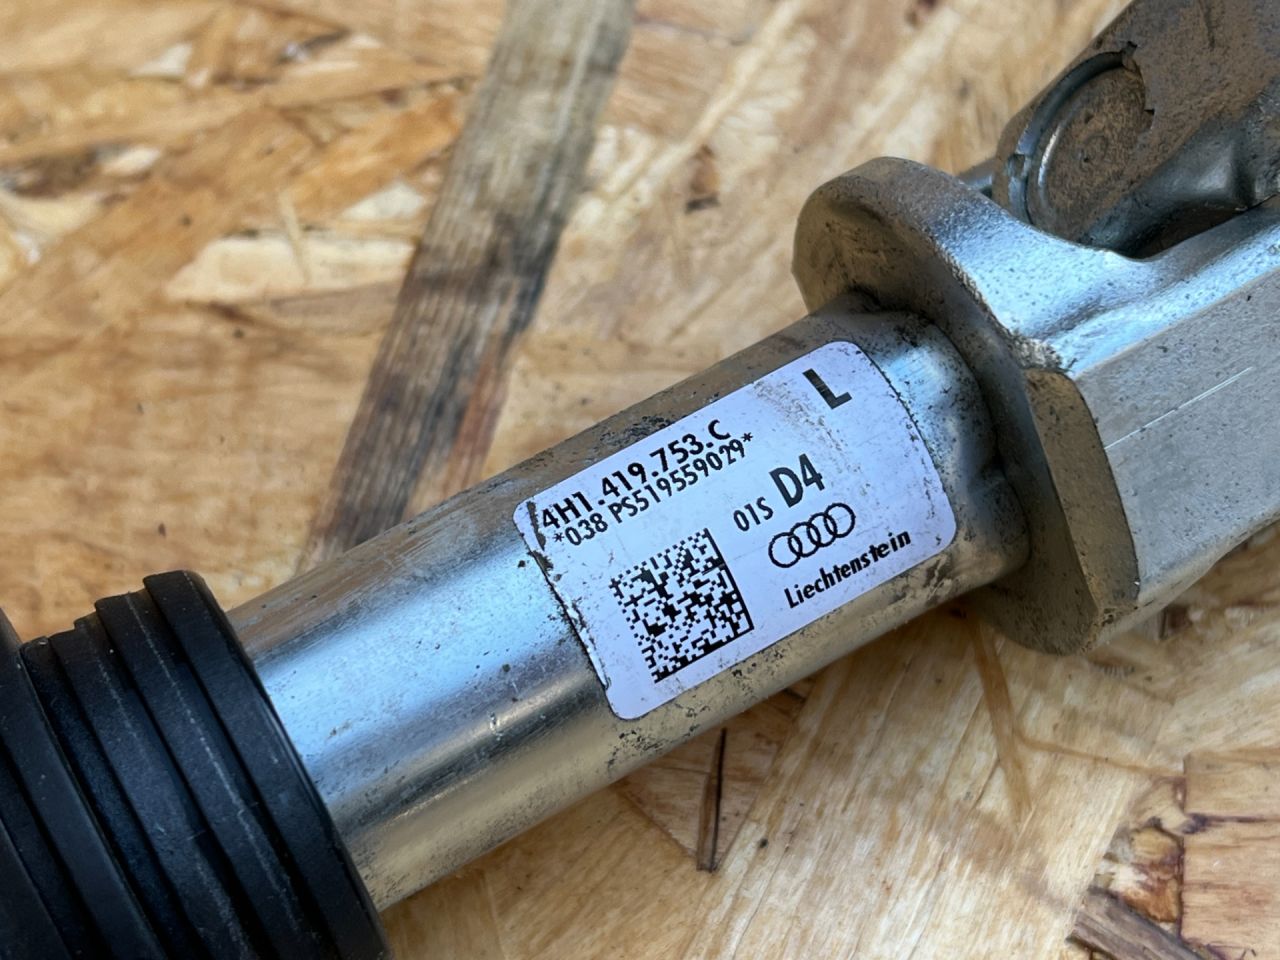 L
4H1.419.753.C
*038 PS519559029*
01S D4
Liechtenstein